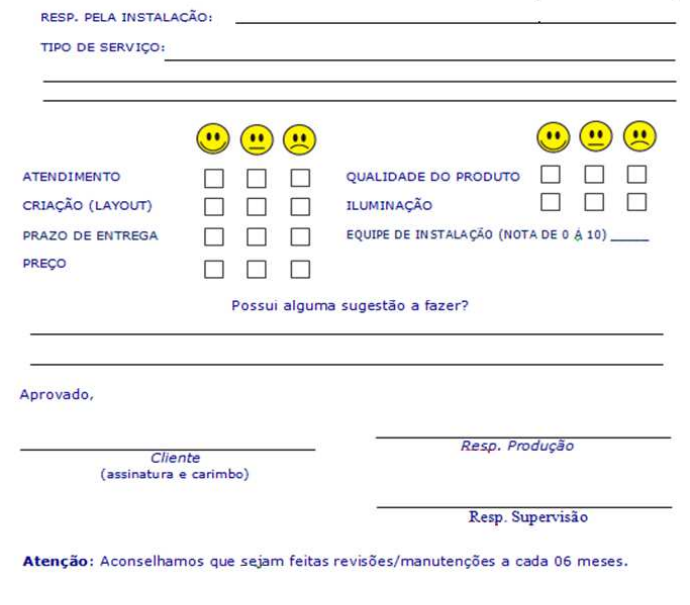 RESP. PELA INSTALACÃO:
TIPO DE SERVIÇO:
ATENDIMENTO
CRIAÇÃO (LAYOUT)
PRAZO DE ENTREGA
PREÇO
QUALIDADE DO PRODUTO
ILUMINAÇÃO
EQUIPE DE INSTALAÇÃO (NOTA DE 0 Á 10) _____
Possui alguma sugestão a fazer?
Aprovado,
Cliente
(assinatura e carimbo)
Resp. Produção
Resp. Supervisão
Atenção: Aconselhamos que sejam feitas revisões/manutenções a cada 06 meses.